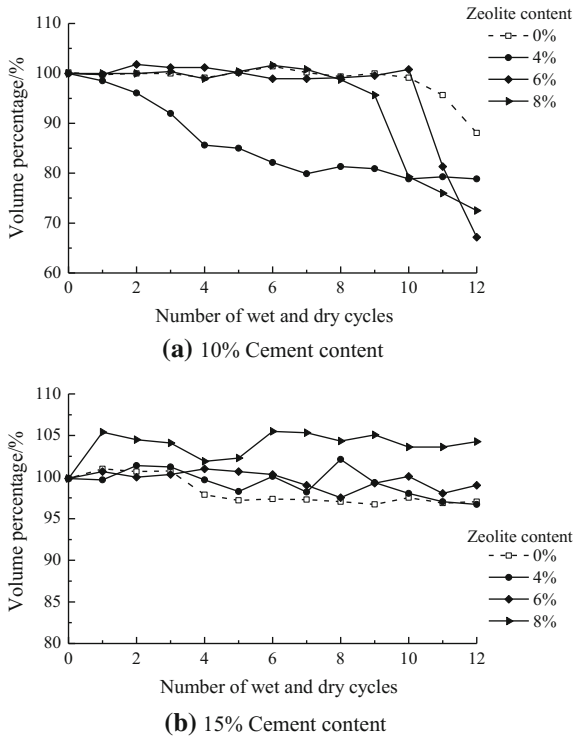 Zeolite content
0%
4%
6%
8%
110
100
90
80
70
60
Volume percentage/%
0 2 4 6 8 10 12
Number of wet and dry cycles
(a) 10% Cement content
110
105
100
95
90
85
80
Volume percentage/%
Zeolite content
0%
4%
6%
8%
0 2 4 6 8 10 12
Number of wet and dry cycles
(b) 15% Cement content